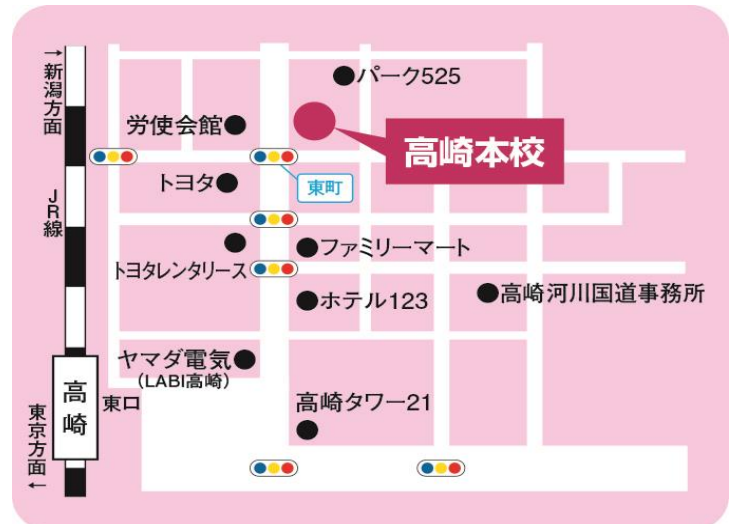 →新潟方面
パーク525
労使会館
高崎本校
トヨタ
東町
JR線
ファミリーマート
トヨタレンタリース
ホテル123
高崎河川国道事務所
ヤマダ電気
(LABI高崎)
高崎
東口
高崎タワー21
東京方面←